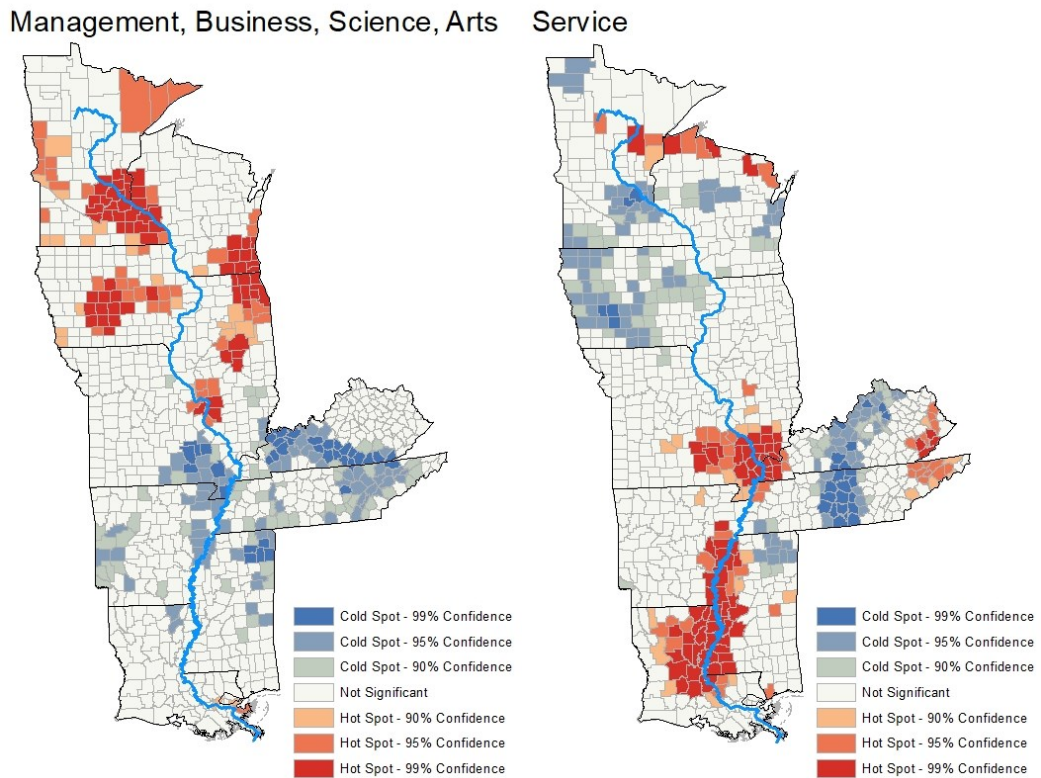 Management, Business, Science, Arts
Service
Cold Spot - 99% Confidence
Cold Spot - 95% Confidence
Cold Spot - 90% Confidence
Not Significant
Hot Spot - 90% Confidence
Hot Spot - 95% Confidence
Hot Spot - 99% Confidence
Cold Spot - 99% Confidence
Cold Spot - 95% Confidence
Cold Spot - 90% Confidence
Not Significant
Hot Spot - 90% Confidence
Hot Spot - 95% Confidence
Hot Spot - 99% Confidence